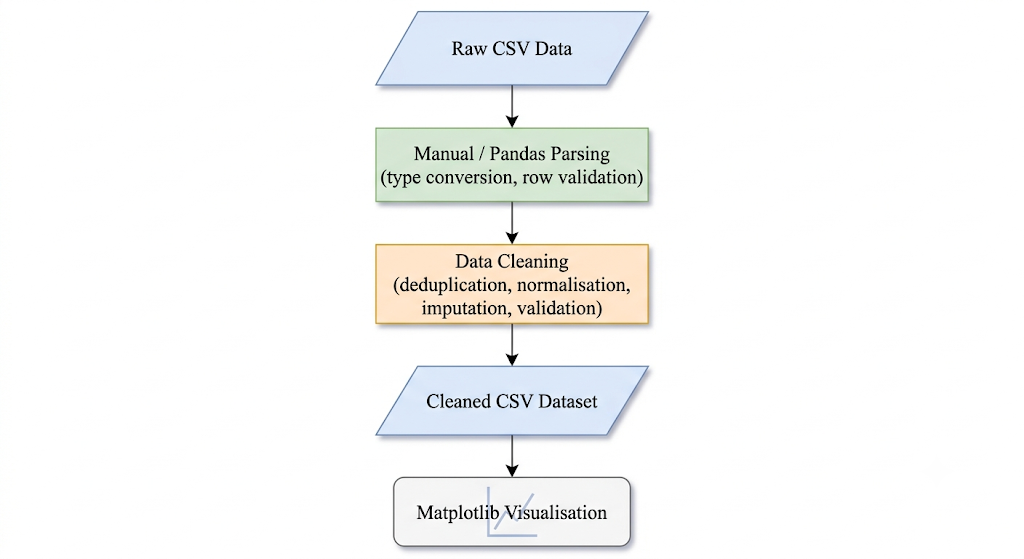 Raw CSV Data
Manual / Pandas Parsing
(type conversion, row validation)
Data Cleaning
(deduplication, normalisation,
imputation, validation)
Cleaned CSV Dataset
Matplotlib Visualisation